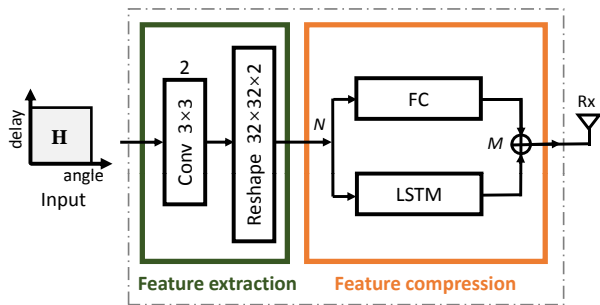 delay
H
angle
Input
2
Conv 3×3
Reshape 32×32×2
N
FC
LSTM
M
Rx
Feature extraction
Feature compression